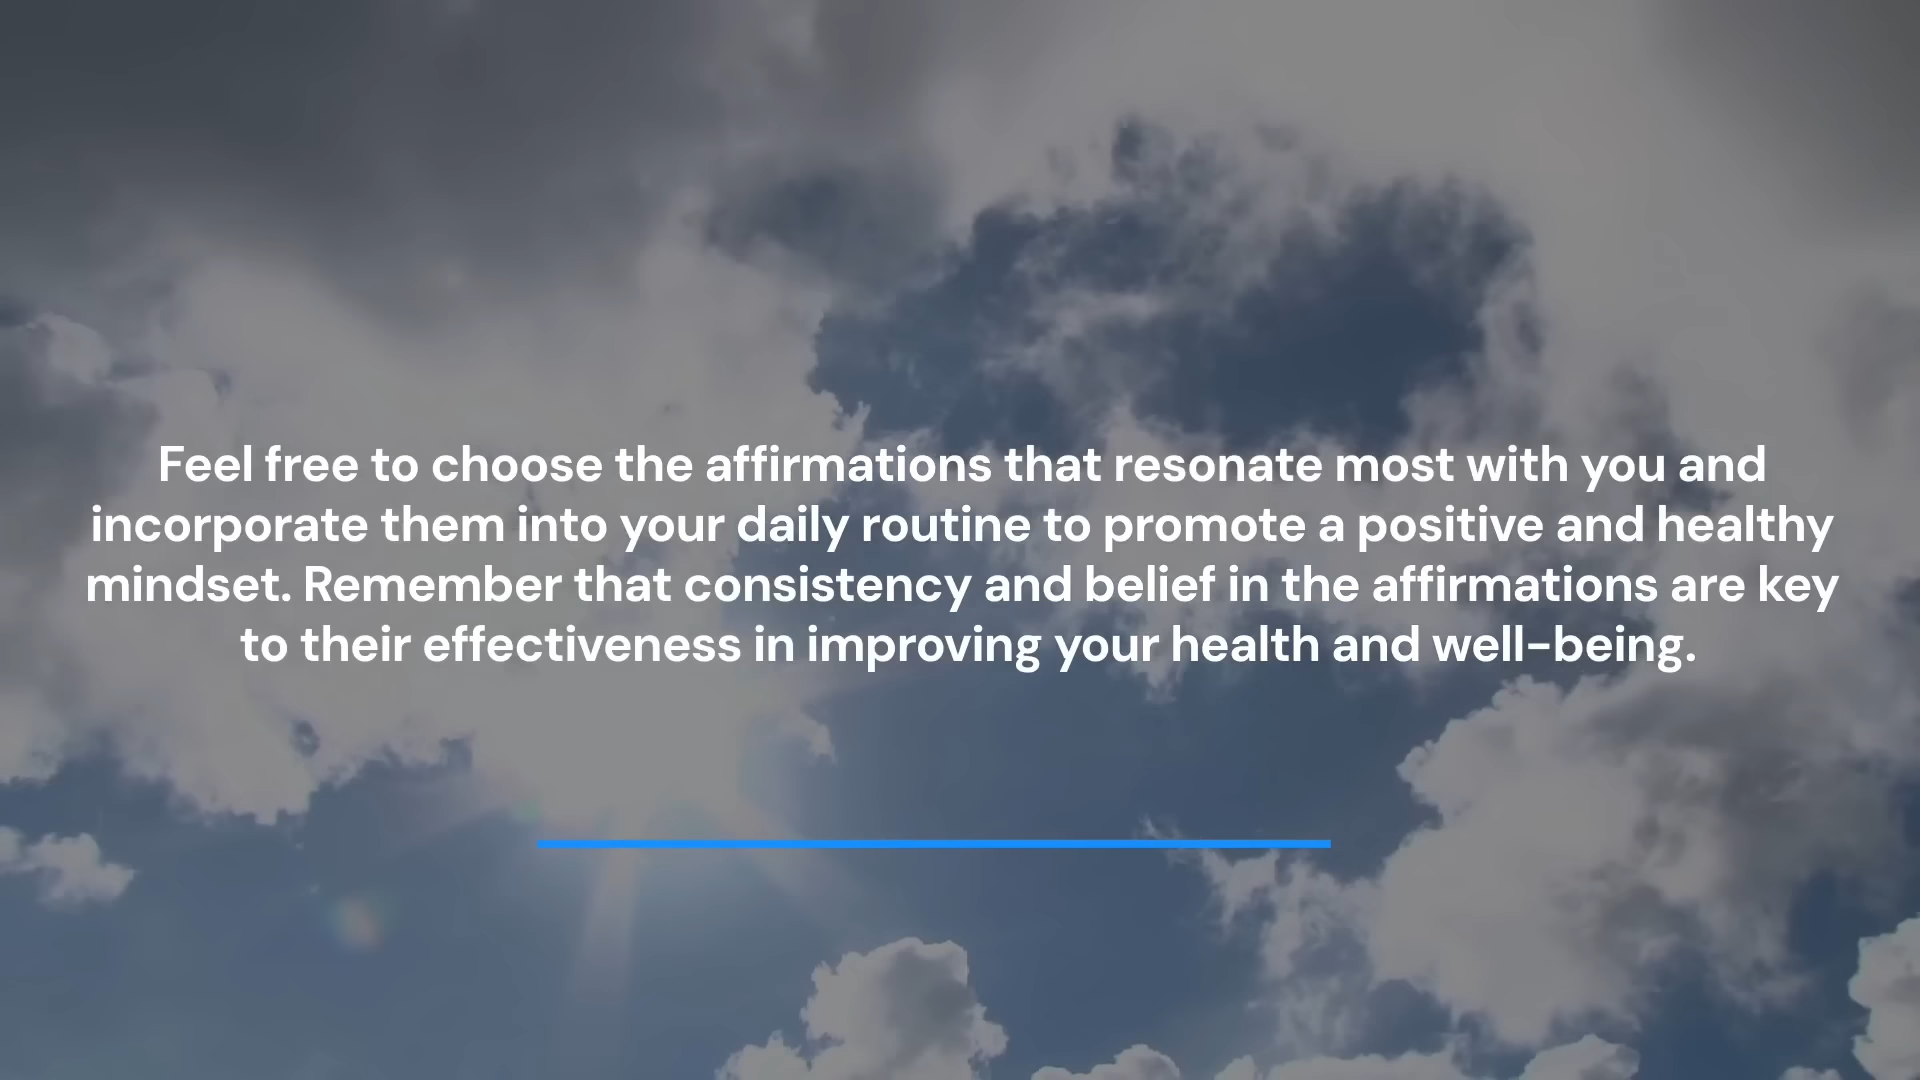 Feel free to choose the affirmations that resonate most with you and
incorporate them into your daily routine to promote a positive and healthy
mindset. Remember that consistency and belief in the affirmations are key
to their effectiveness in improving your health and well-being.